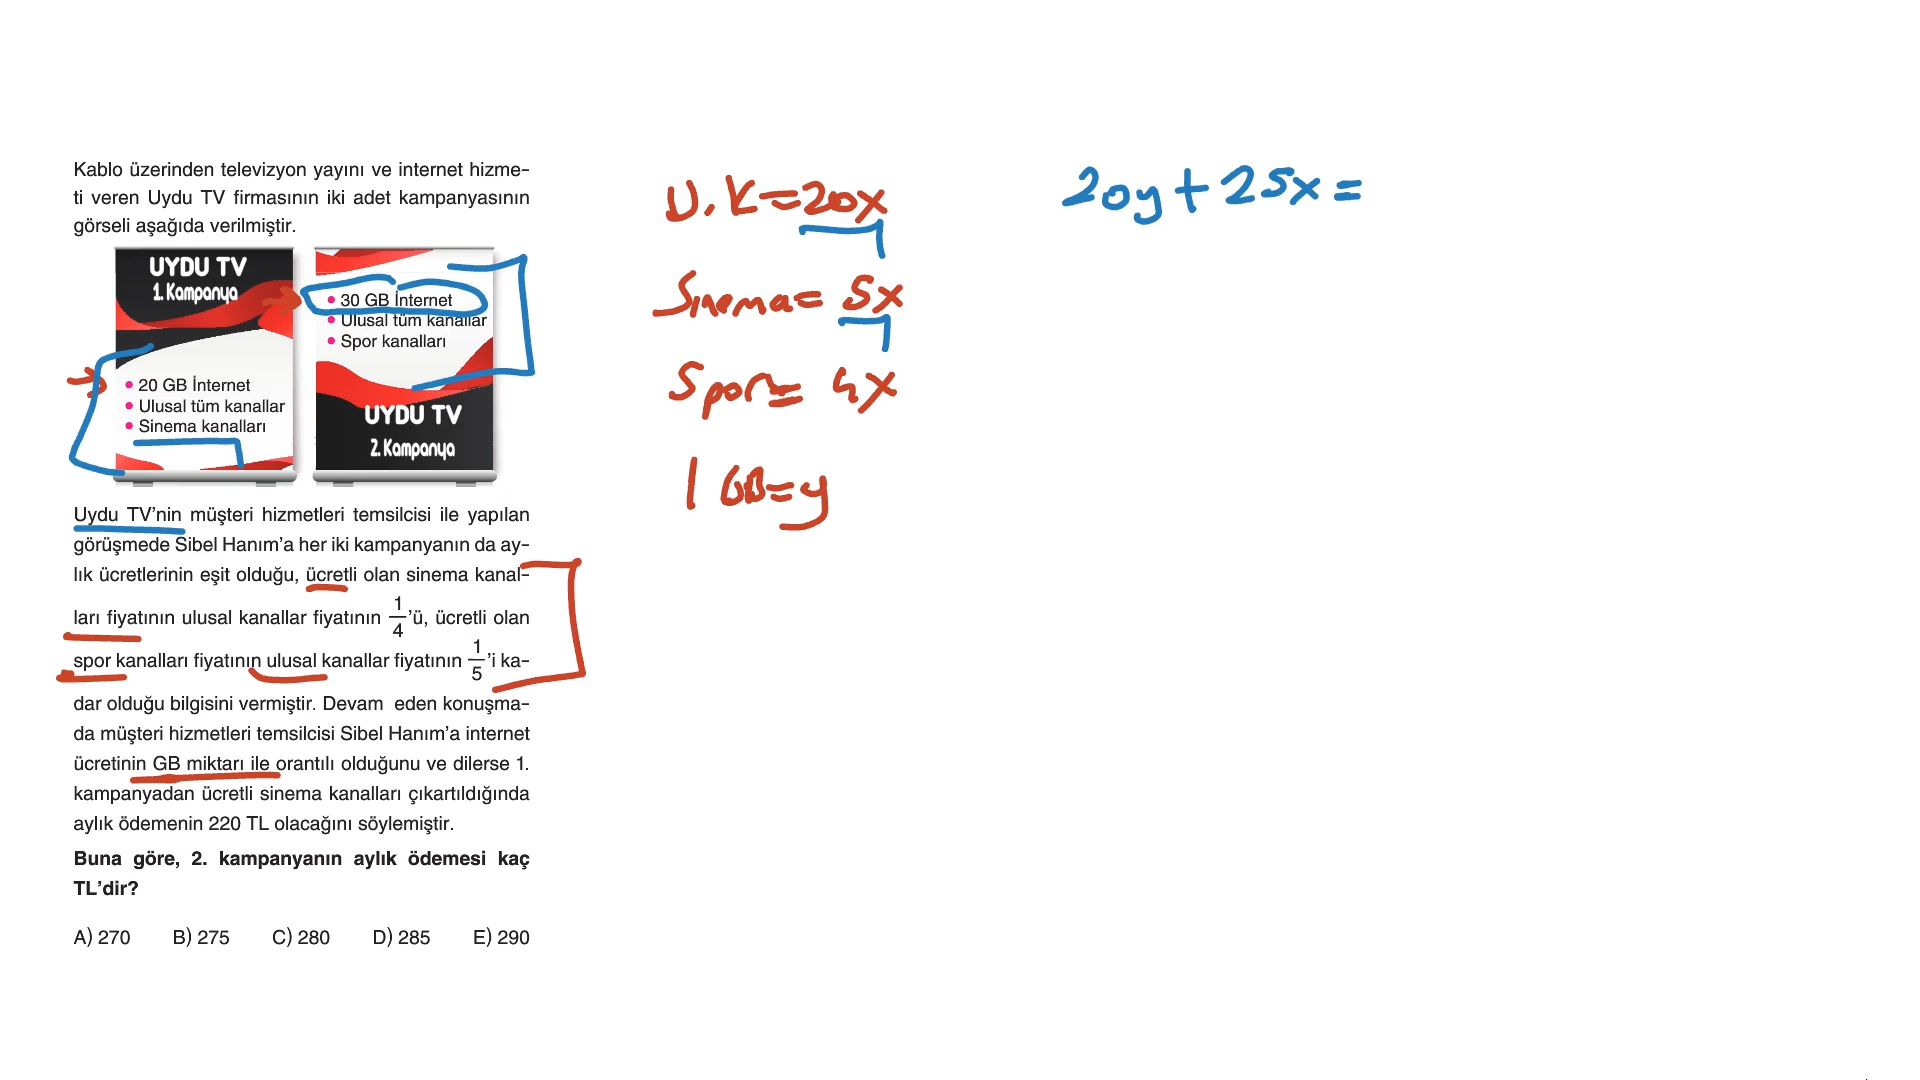 Kablo üzerinden televizyon yayını ve internet hizme-
ti veren Uydu TV firmasının iki adet kampanyasının
görseli aşağıda verilmiştir.
UYDU TV
1. Kampanya
• 20 GB İnternet
• Ulusal tüm kanallar
• Sinema kanalları
• 30 GB İnternet
• Ulusal tüm kanallar
• Spor kanalları
UYDU TV
2. Kampanya
Uydu TV'nin müşteri hizmetleri temsilcisi ile yapılan
görüşmede Sibel Hanım'a her iki kampanyanın da ay-
lık ücretlerinin eşit olduğu, ücretli olan sinema kanal-
ları fiyatının ulusal kanallar fiyatının 1/4'ü, ücretli olan
spor kanalları fiyatının ulusal kanallar fiyatının 1/5'i ka-
dar olduğu bilgisini vermiştir. Devam eden konuşma-
da müşteri hizmetleri temsilcisi Sibel Hanım'a internet
ücretinin GB miktarı ile orantılı olduğunu ve dilerse 1.
kampanyadan ücretli sinema kanalları çıkartıldığında
aylık ödemenin 220 TL olacağını söylemiştir.
Buna göre, 2. kampanyanın aylık ödemesi kaç
TL'dir?
A) 270 B) 275 C) 280 D) 285 E) 290
U.K=20x
Sinema= 5x
Spor= 4x
1 GB=y
20y+25x=